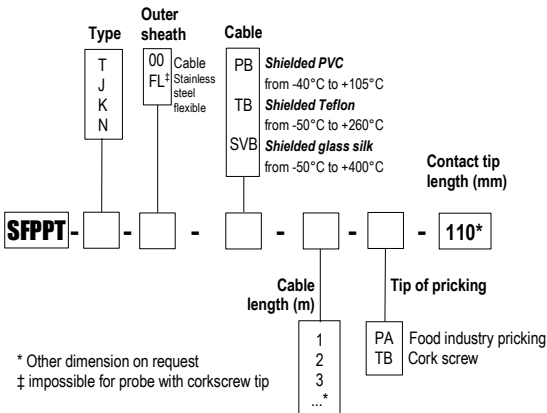 Type
Outer
sheath
Cable
T
J
K
N
00 Cable
FL‡ Stainless
steel
flexible
PB Shielded PVC
from -40°C to +105°C
TB Shielded Teflon
from -50°C to +260°C
SVB Shielded glass silk
from -50°C to +400°C
Contact tip
length (mm)
SFPPT - - - - - - 110*
Cable
length (m)
1
2
3
...*
Tip of pricking
PA Food industry pricking
TB Cork screw
* Other dimension on request
‡ impossible for probe with corkscrew tip